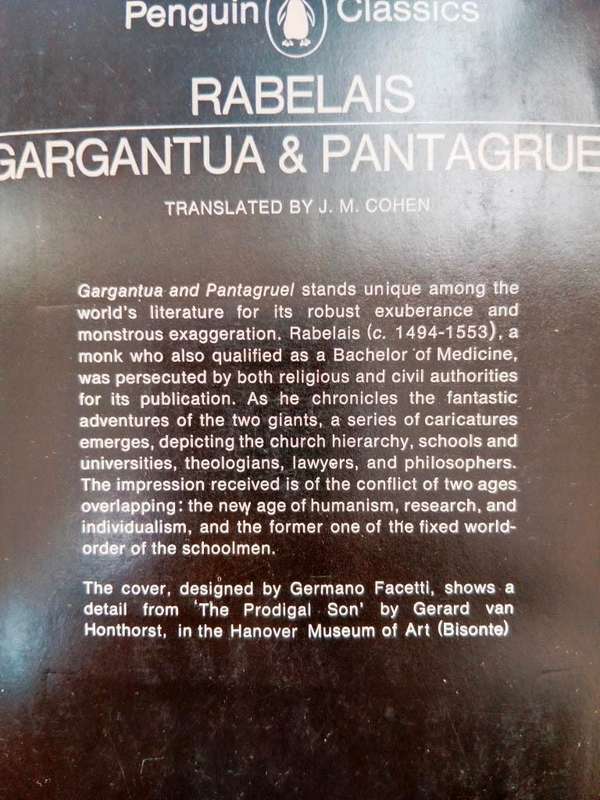 Penguin Classics
RABELAIS
GARGANTUA & PANTAGRUE
TRANSLATED BY J. M. COHEN
Gargantua and Pantagruel stands unique among the
world's literature for its robust exuberance and
monstrous exaggeration. Rabelais (c. 1494-1553), a
monk who also qualified as a Bachelor of Medicine,
was persecuted by both religious and civil authorities
for its publication. As he chronicles the fantastic
adventures of the two giants, a series of caricatures
emerges, depicting the church hierarchy, schools and
universities, theologians, lawyers, and philosophers.
The impression received is of the conflict of two ages
overlapping: the new age of humanism, research, and
individualism, and the former one of the fixed world-
order of the schoolmen.
The cover, designed by Germano Facetti, shows a
detail from 'The Prodigal Son' by Gerard van
Honthorst, in the Hanover Museum of Art (Bisonte)